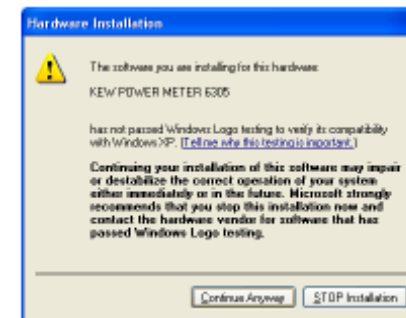 Hardware Installation
The software you are installing for this hardware:
KEW POWER METER 6305
has not passed Windows Logo testing to verify its compatibility
with Windows XP. (Tell me why this testing is important.)
Continuing your installation of this software may impair
or destabilize the correct operation of your system
either immediately or in the future. Microsoft strongly
recommends that you stop this installation now and
contact the hardware vendor for software that has
passed Windows Logo testing.
Continue Anyway STOP Installation